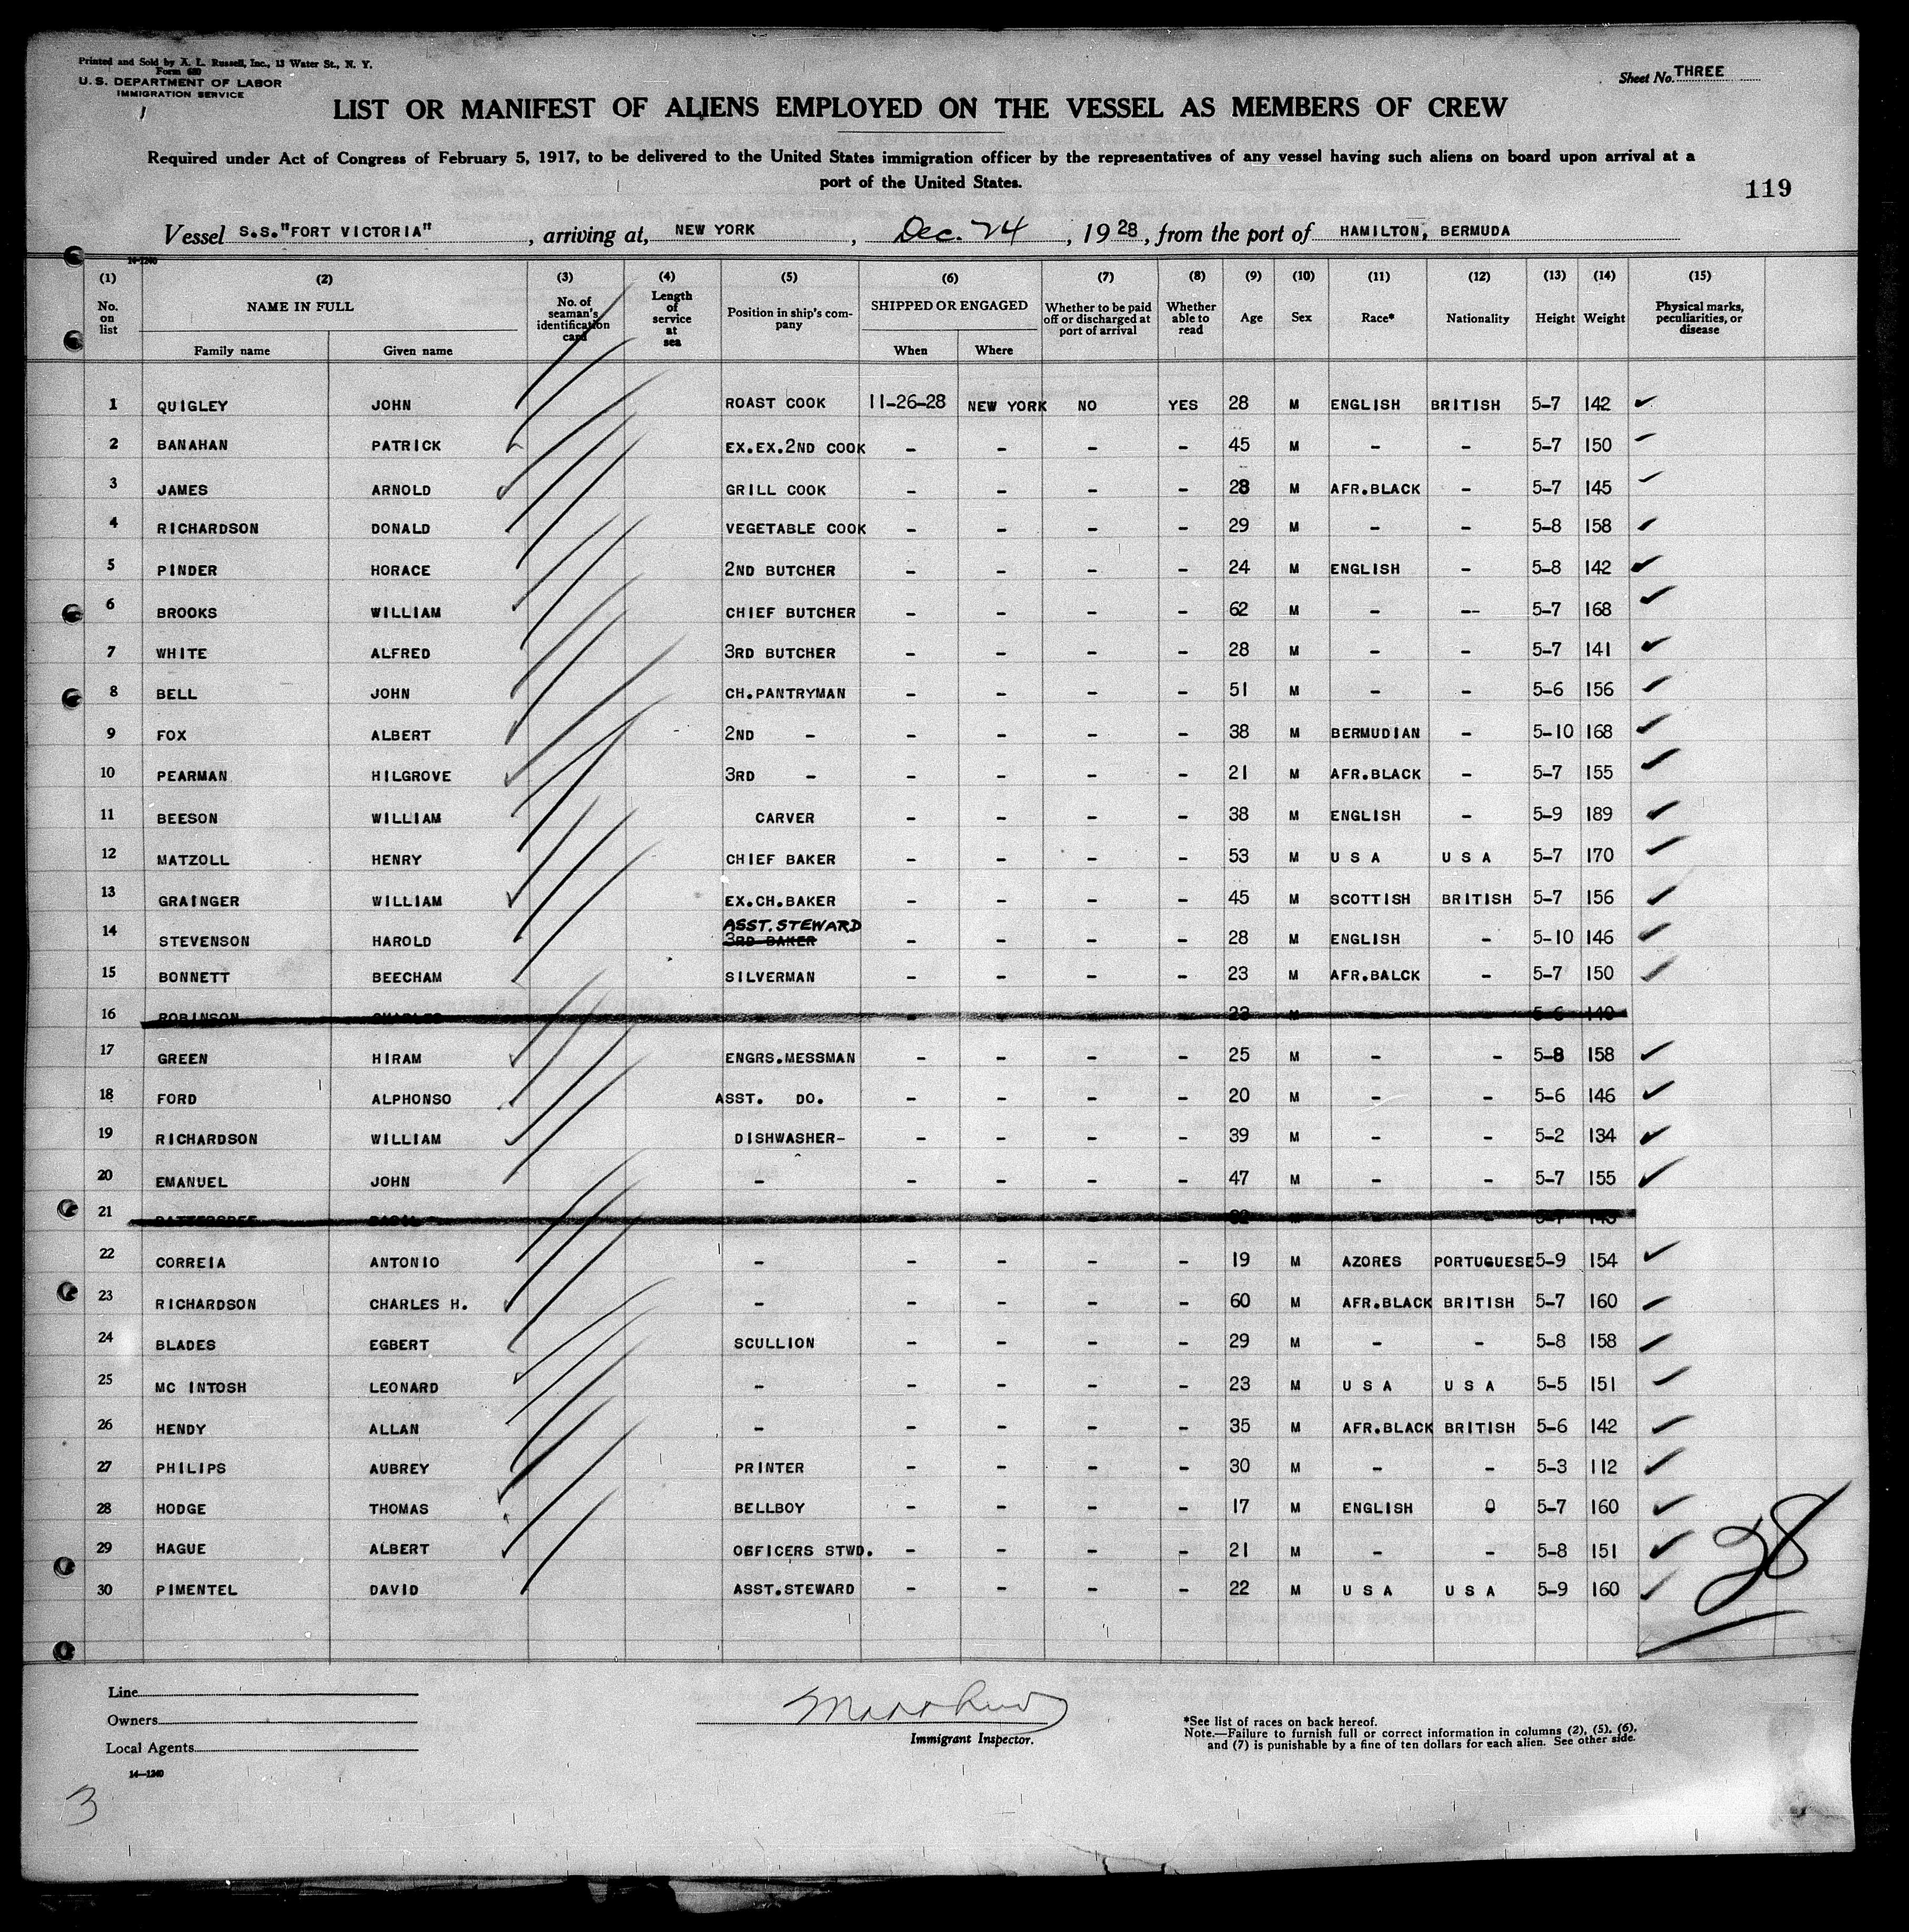 Printed and Sold by A. L. Russell, Inc., 13 Water St., N. Y.
Form 680
U. S. DEPARTMENT OF LABOR
IMMIGRATION SERVICE
Sheet No. THREE
LIST OR MANIFEST OF ALIENS EMPLOYED ON THE VESSEL AS MEMBERS OF CREW
Required under Act of Congress of February 5, 1917, to be delivered to the United States immigration officer by the representatives of any vessel having such aliens on board upon arrival at a
port of the United States.
119
Vessel S.S."FORT VICTORIA", arriving at, NEW YORK, Dec. 24, 1928, from the port of HAMILTON, BERMUDA
14-1240
(1) (2) (3) (4) (5) (6) (7) (8) (9) (10) (11) (12) (13) (14) (15)
No. on list NAME IN FULL No. of seaman's identification card Length of service at sea Position in ship's company SHIPPED OR ENGAGED Whether to be paid off or discharged at port of arrival Whether able to read Age Sex Race* Nationality Height Weight Physical marks, peculiarities, or disease
Family name Given name When Where
1 QUIGLEY JOHN ROAST COOK 11-26-28 NEW YORK NO YES 28 M ENGLISH BRITISH 5-7 142
2 BANAHAN PATRICK EX.EX.2ND COOK - - - - 45 M - - 5-7 150
3 JAMES ARNOLD GRILL COOK - - - - 28 M AFR.BLACK - 5-7 145
4 RICHARDSON DONALD VEGETABLE COOK - - - - 29 M - - 5-8 158
5 PINDER HORACE 2ND BUTCHER - - - - 24 M ENGLISH - 5-8 142
6 BROOKS WILLIAM CHIEF BUTCHER - - - - 62 M - -- 5-7 168
7 WHITE ALFRED 3RD BUTCHER - - - - 28 M - - 5-7 141
8 BELL JOHN CH.PANTRYMAN - - - - 51 M - - 5-6 156
9 FOX ALBERT 2ND - - - - - 38 M BERMUDIAN - 5-10 168
10 PEARMAN HILGROVE 3RD - - - - - 21 M AFR.BLACK - 5-7 155
11 BEESON WILLIAM CARVER - - - - 38 M ENGLISH - 5-9 189
12 MATZOLL HENRY CHIEF BAKER - - - - 53 M U S A U S A 5-7 170
13 GRAINGER WILLIAM EX.CH.BAKER - - - - 45 M SCOTTISH BRITISH 5-7 156
ASST. STEWARD
14 STEVENSON HAROLD 3RD BAKER - - - - 28 M ENGLISH - 5-10 146
15 BONNETT BEECHAM SILVERMAN - - - - 23 M AFR.BALCK - 5-7 150
16 ROBINSON CHARLES - - - - - 23 M - - 5-6 140
17 GREEN HIRAM ENGRS.MESSMAN - - - - 25 M - - 5-8 158
18 FORD ALPHONSO ASST. DO. - - - - 20 M - - 5-6 146
19 RICHARDSON WILLIAM DISHWASHER- - - - - 39 M - - 5-2 134
20 EMANUEL JOHN - - - - - 47 M - - 5-7 155
21
22 CORREIA ANTONIO - - - - - 19 M AZORES PORTUGUESE 5-9 154
23 RICHARDSON CHARLES H. - - - - - 60 M AFR.BLACK BRITISH 5-7 160
24 BLADES EGBERT SCULLION - - - - 29 M - - 5-8 158
25 MC INTOSH LEONARD - - - - - 23 M U S A U S A 5-5 151
26 HENDY ALLAN - - - - - 35 M AFR.BLACK BRITISH 5-6 142
27 PHILIPS AUBREY PRINTER - - - - 30 M - - 5-3 112
28 HODGE THOMAS BELLBOY - - - - 17 M ENGLISH - 5-7 160
29 HAGUE ALBERT OFFICERS STWD. - - - - 21 M - - 5-8 151
30 PIMENTEL DAVID ASST.STEWARD - - - - 22 M U S A U S A 5-9 160
28
Line
Owners
Local Agents
14-1240
Immigrant Inspector.
*See list of races on back hereof.
Note.—Failure to furnish full or correct information in columns (2), (5), (6),
and (7) is punishable by a fine of ten dollars for each alien. See other side.
3